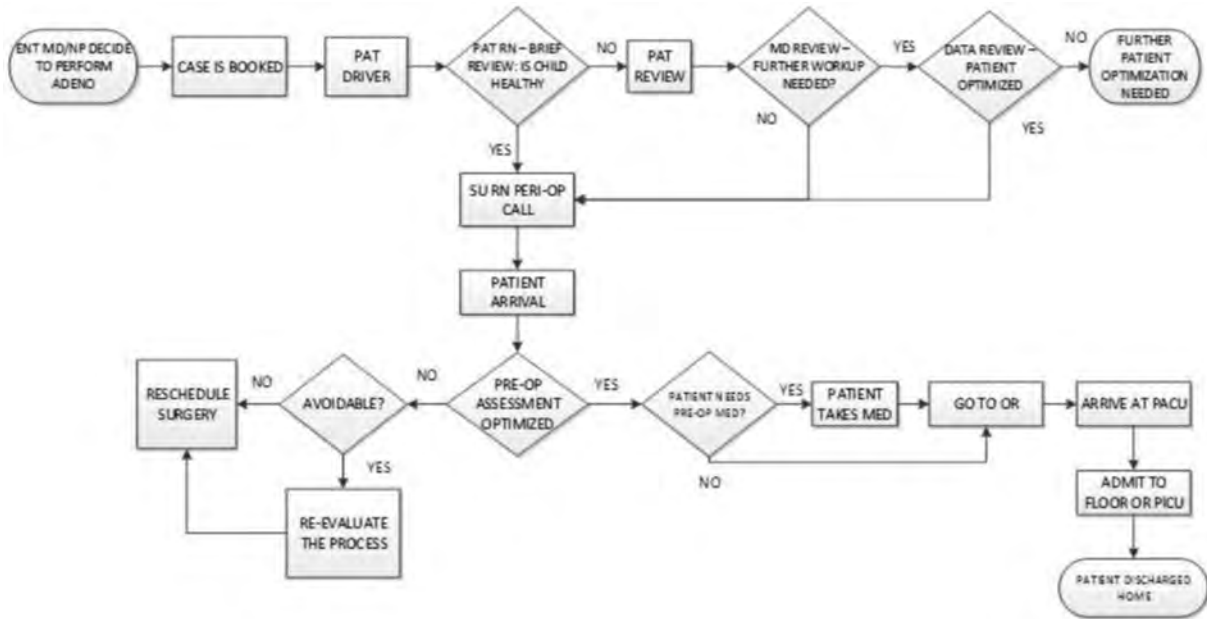 ENT MD/NP DECIDE
TO PERFORM
ADENO
CASE IS BOOKED
PAT
DRIVER
PAT RN – BRIEF
REVIEW: IS CHILD
HEALTHY
NO
PAT
REVIEW
MD REVIEW –
FURTHER WORKUP
NEEDED?
YES
DATA REVIEW –
PATIENT
OPTIMIZED
NO
FURTHER
PATIENT
OPTIMIZATION
NEEDED
YES
NO
YES
SU RN PERI-OP
CALL
PATIENT
ARRIVAL
RESCHEDULE
SURGERY
NO
AVOIDABLE?
NO
PRE-OP
ASSESSMENT
OPTIMIZED
YES
PATIENT NEEDS
PRE-OP MED?
YES
PATIENT
TAKES MED
GO TO OR
ARRIVE AT PACU
YES
NO
RE-EVALUATE
THE PROCESS
ADMIT TO
FLOOR OR PICU
PATIENT DISCHARGED
HOME